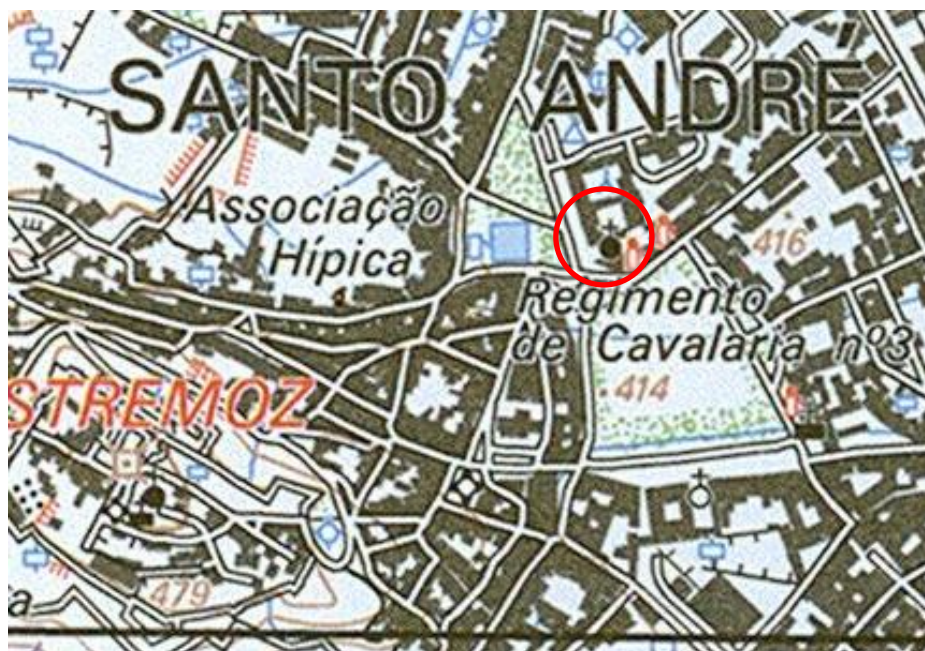 SANTO ANDRÉ
Associação
Hípica
416
Regimento
de Cavalaria nº3
414
STREMOZ
479
a